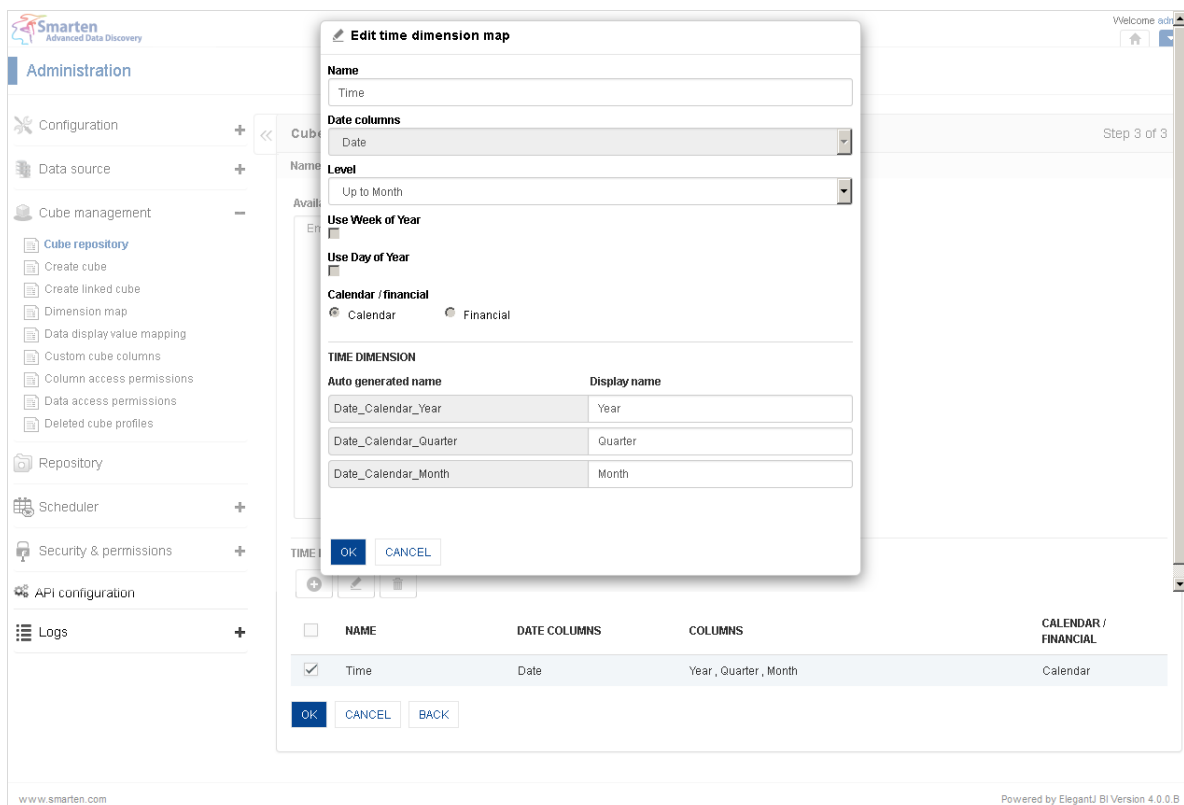 Smarten
Advanced Data Discovery
Welcome
Administration
Configuration
Data source
Cube management
Cube repository
Create cube
Create linked cube
Dimension map
Data display value mapping
Custom cube columns
Column access permissions
Data access permissions
Deleted cube profiles
Repository
Scheduler
Security & permissions
API configuration
Logs
Step 3 of 3
Name
Edit time dimension map
Name
Time
Date columns
Date
Level
Up to Month
Use Week of Year
Use Day of Year
Calendar / financial
Calendar Financial
TIME DIMENSION
Auto generated name Display name
Date_Calendar_Year Year
Date_Calendar_Quarter Quarter
Date_Calendar_Month Month
OK CANCEL
TIME
NAME DATE COLUMNS COLUMNS CALENDAR / FINANCIAL
Time Date Year , Quarter , Month Calendar
OK CANCEL BACK
www.smarten.com
Powered by ElegantJ BI Version 4.0.0.B